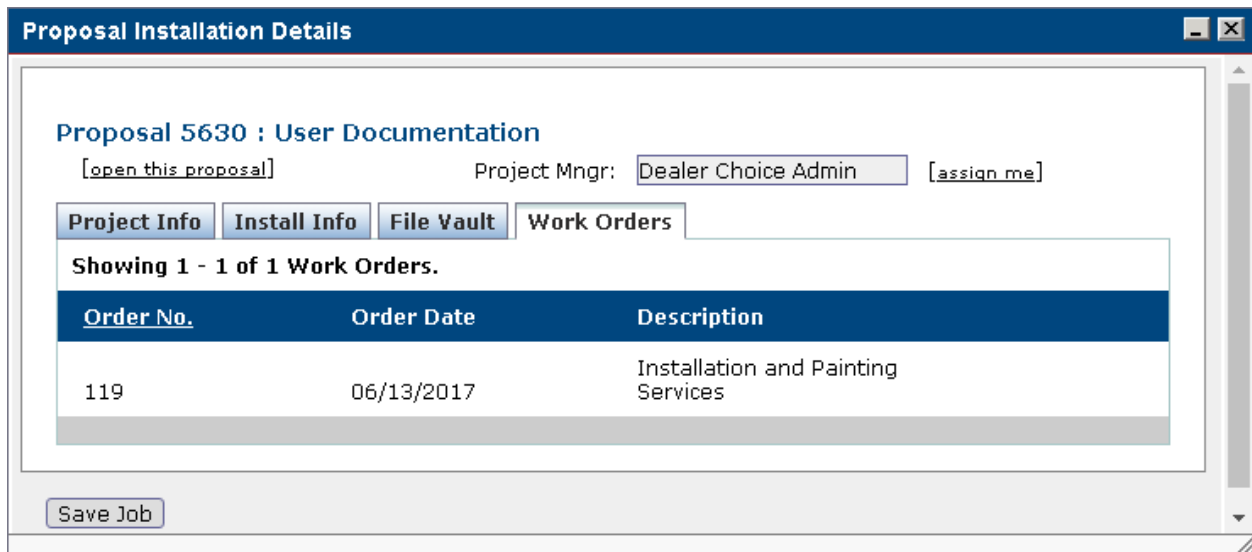 Proposal Installation Details
Proposal 5630 : User Documentation
[open this proposal] Project Mngr: Dealer Choice Admin [assign me]
Project Info Install Info File Vault Work Orders
Showing 1 - 1 of 1 Work Orders.
Order No. Order Date Description
119 06/13/2017 Installation and Painting
Services
Save Job